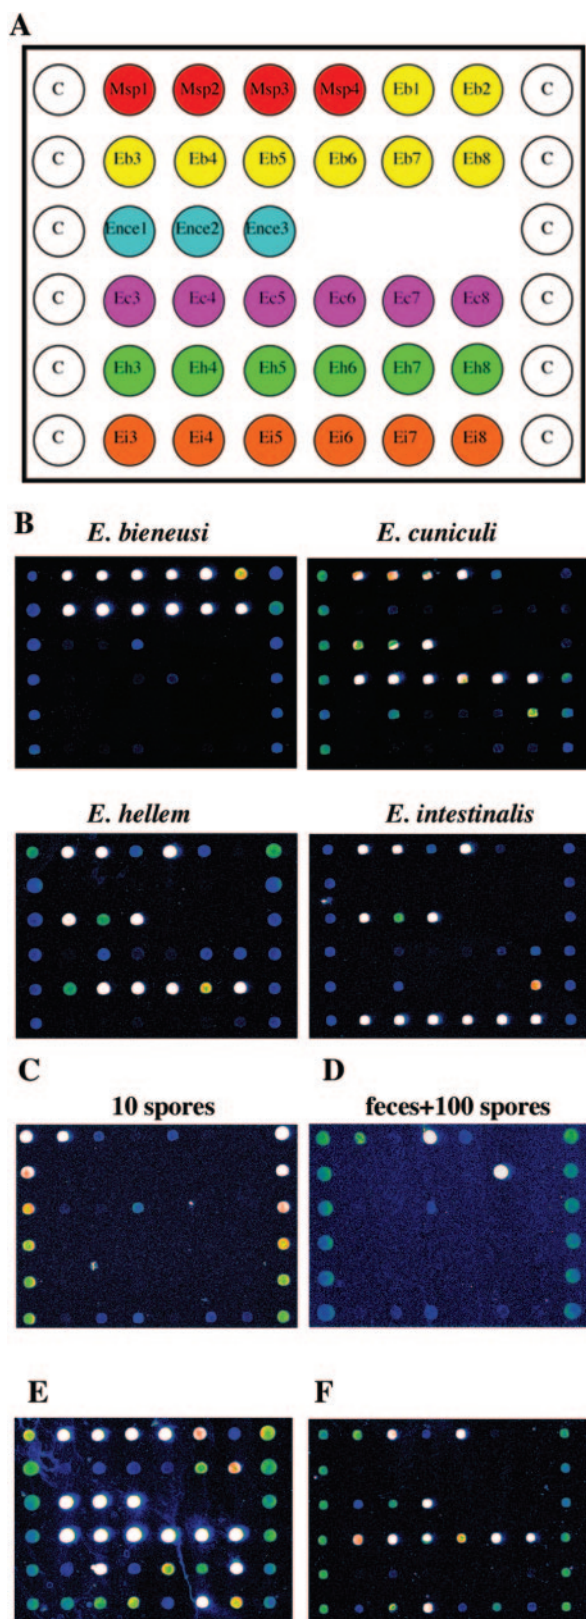 A
C Msp1 Msp2 Msp3 Msp4 Eb1 Eb2 C
C Eb3 Eb4 Eb5 Eb6 Eb7 Eb8 C
C Ence1 Ence2 Ence3 C
C Ec3 Ec4 Ec5 Ec6 Ec7 Ec8 C
C Eh3 Eh4 Eh5 Eh6 Eh7 Eh8 C
C Ei3 Ei4 Ei5 Ei6 Ei7 Ei8 C
B
E. bieneusi E. cuniculi
E. hellem E. intestinalis
C D
10 spores feces+100 spores
E F